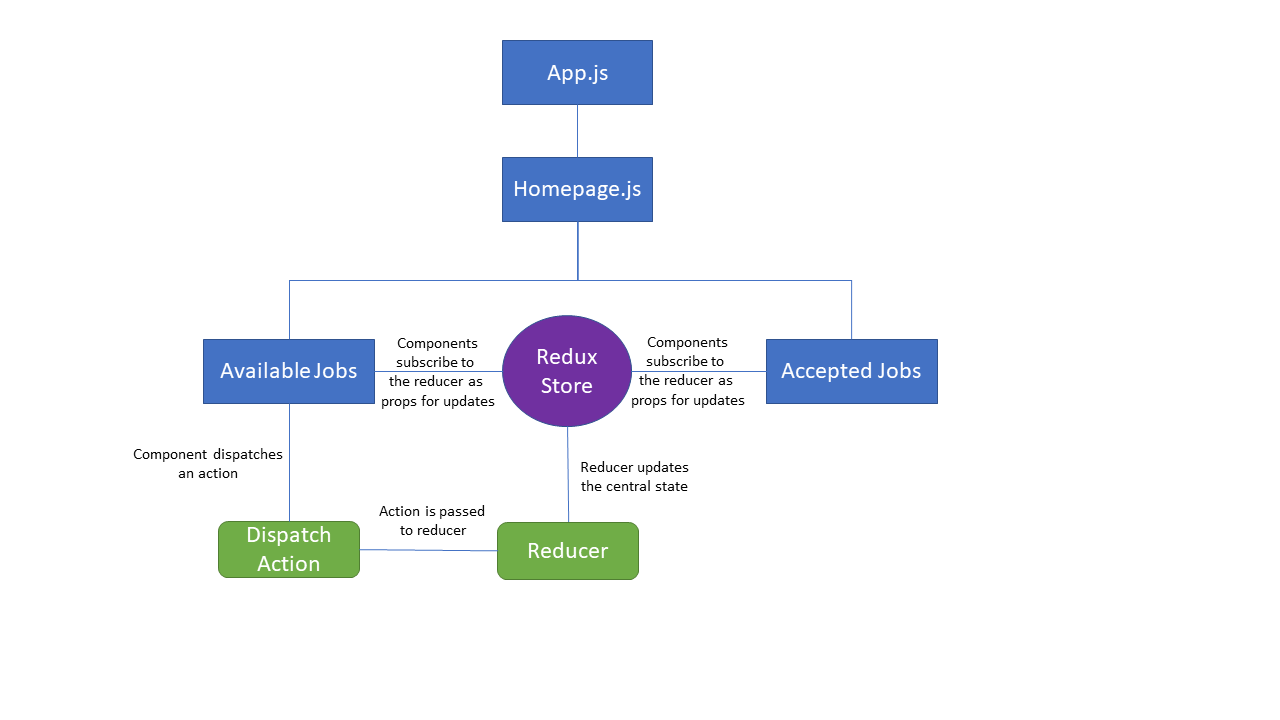 App.js
Homepage.js
Available Jobs
Components
subscribe to
the reducer as
props for updates
Redux
Store
Components
subscribe to
the reducer as
props for updates
Accepted Jobs
Component dispatches
an action
Reducer updates
the central state
Action is passed
to reducer
Dispatch
Action
Reducer